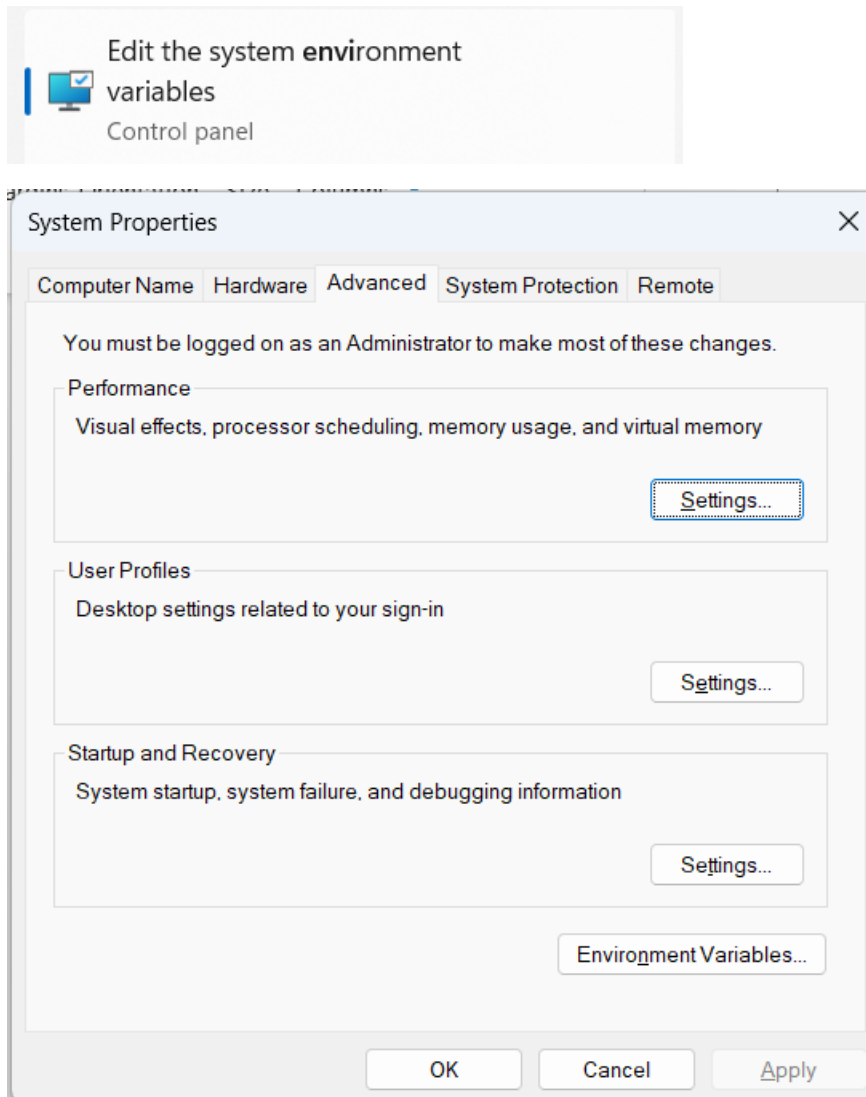 Edit the system environment
variables
Control panel
System Properties
Computer Name Hardware Advanced System Protection Remote
You must be logged on as an Administrator to make most of these changes.
Performance
Visual effects, processor scheduling, memory usage, and virtual memory
Settings...
User Profiles
Desktop settings related to your sign-in
Settings...
Startup and Recovery
System startup, system failure, and debugging information
Settings...
Environment Variables...
OK Cancel Apply